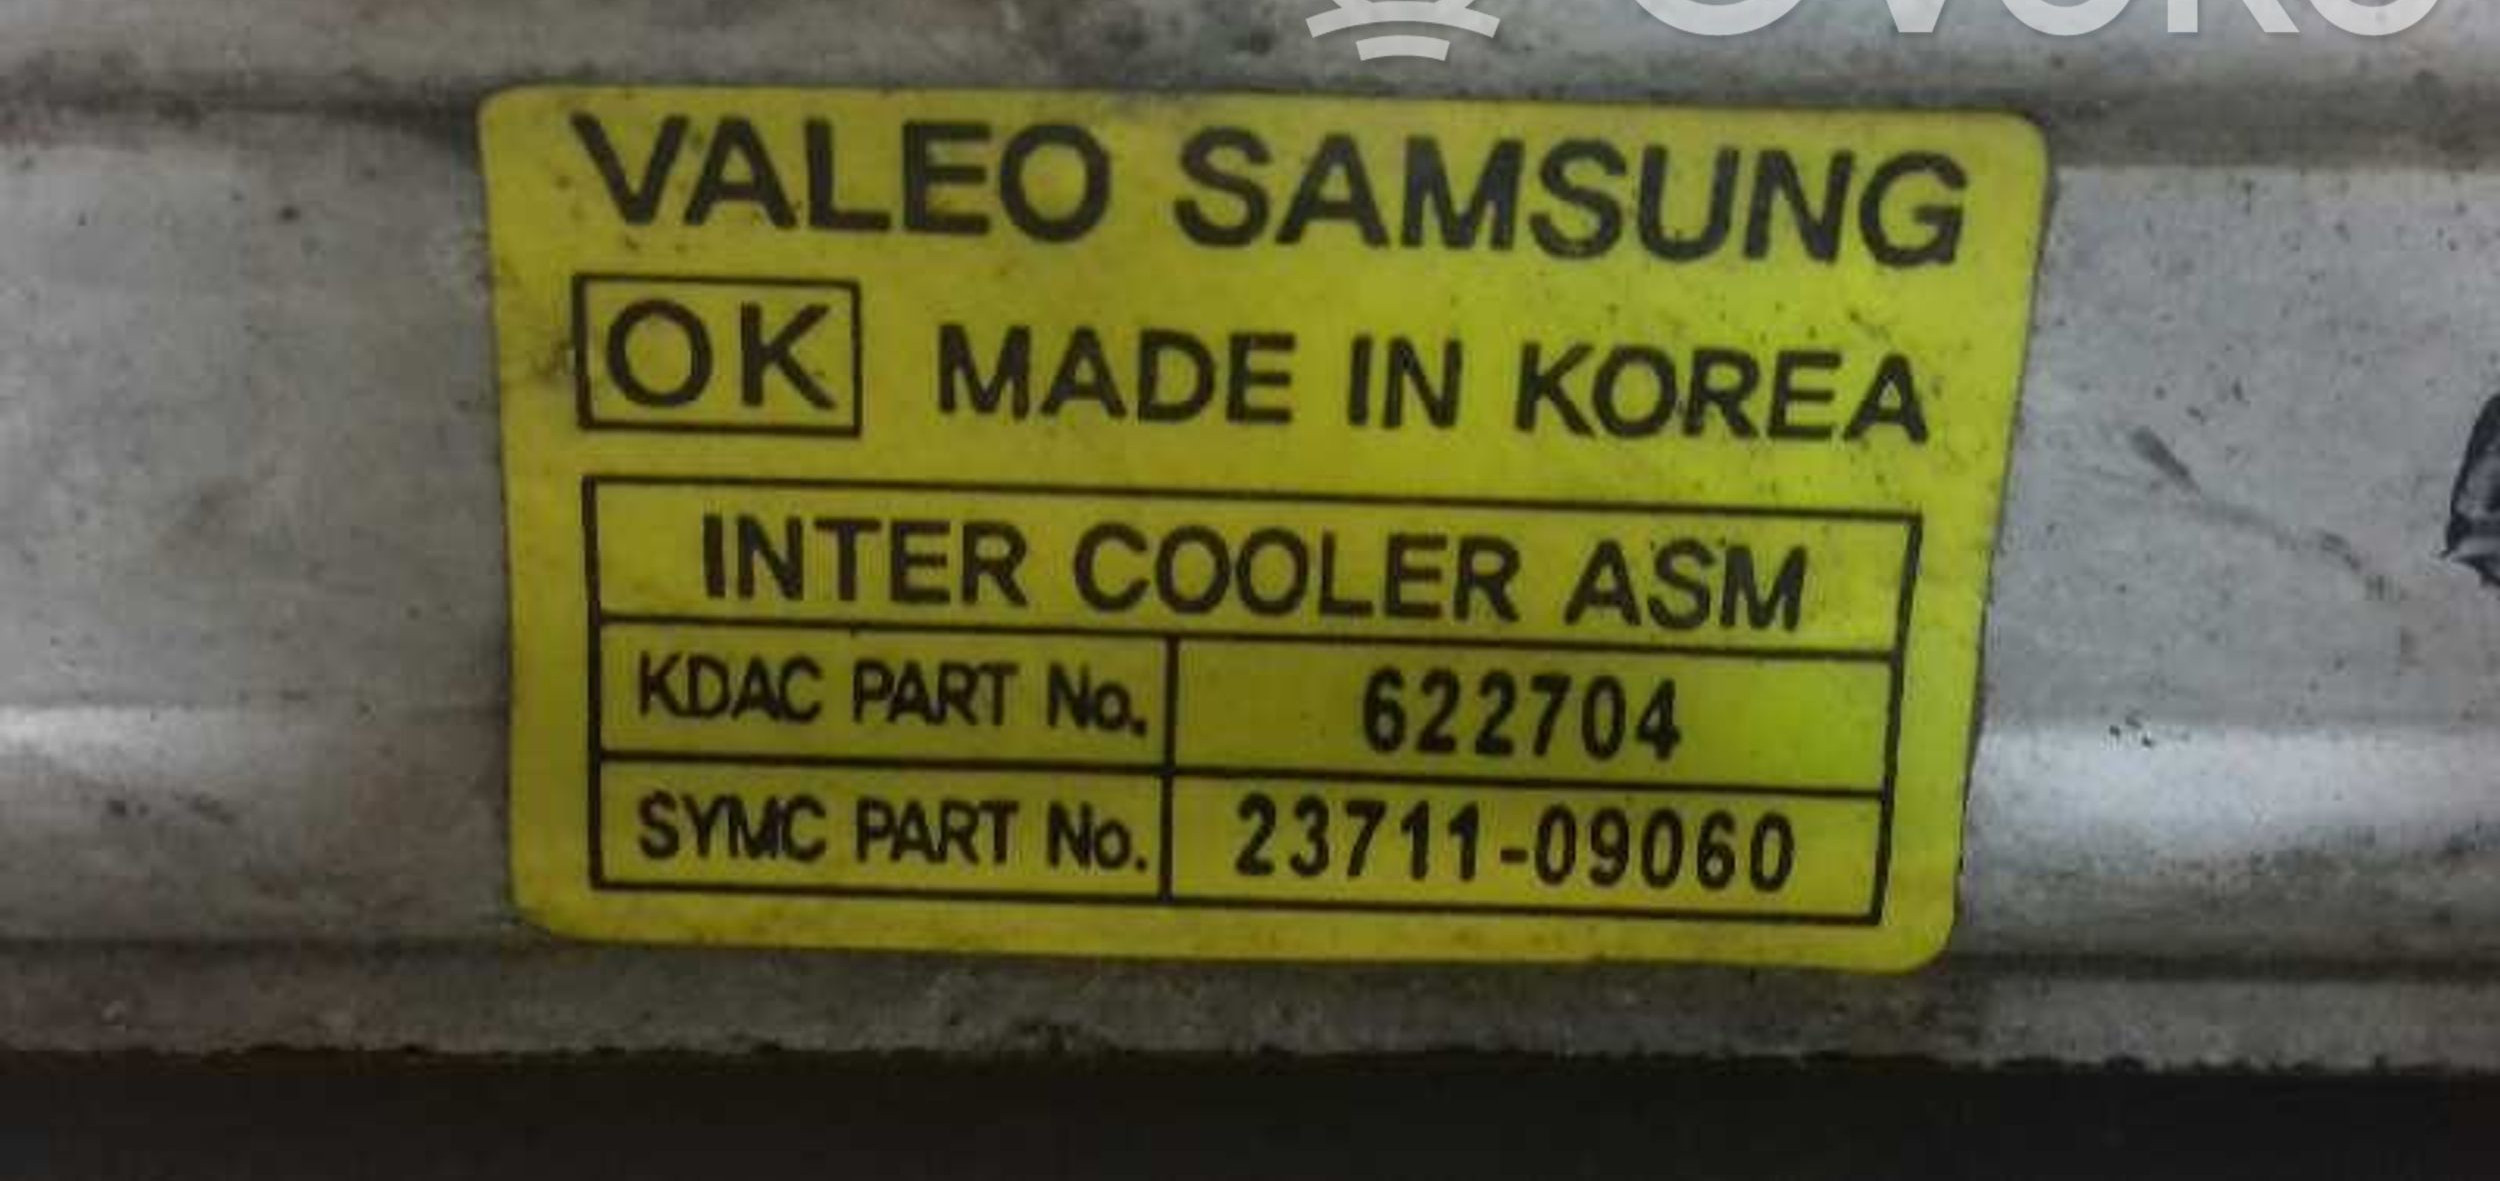 VALEO SAMSUNG
OK MADE IN KOREA
INTER COOLER ASM
KDAC PART No. 622704
SYMC PART No. 23711-09060